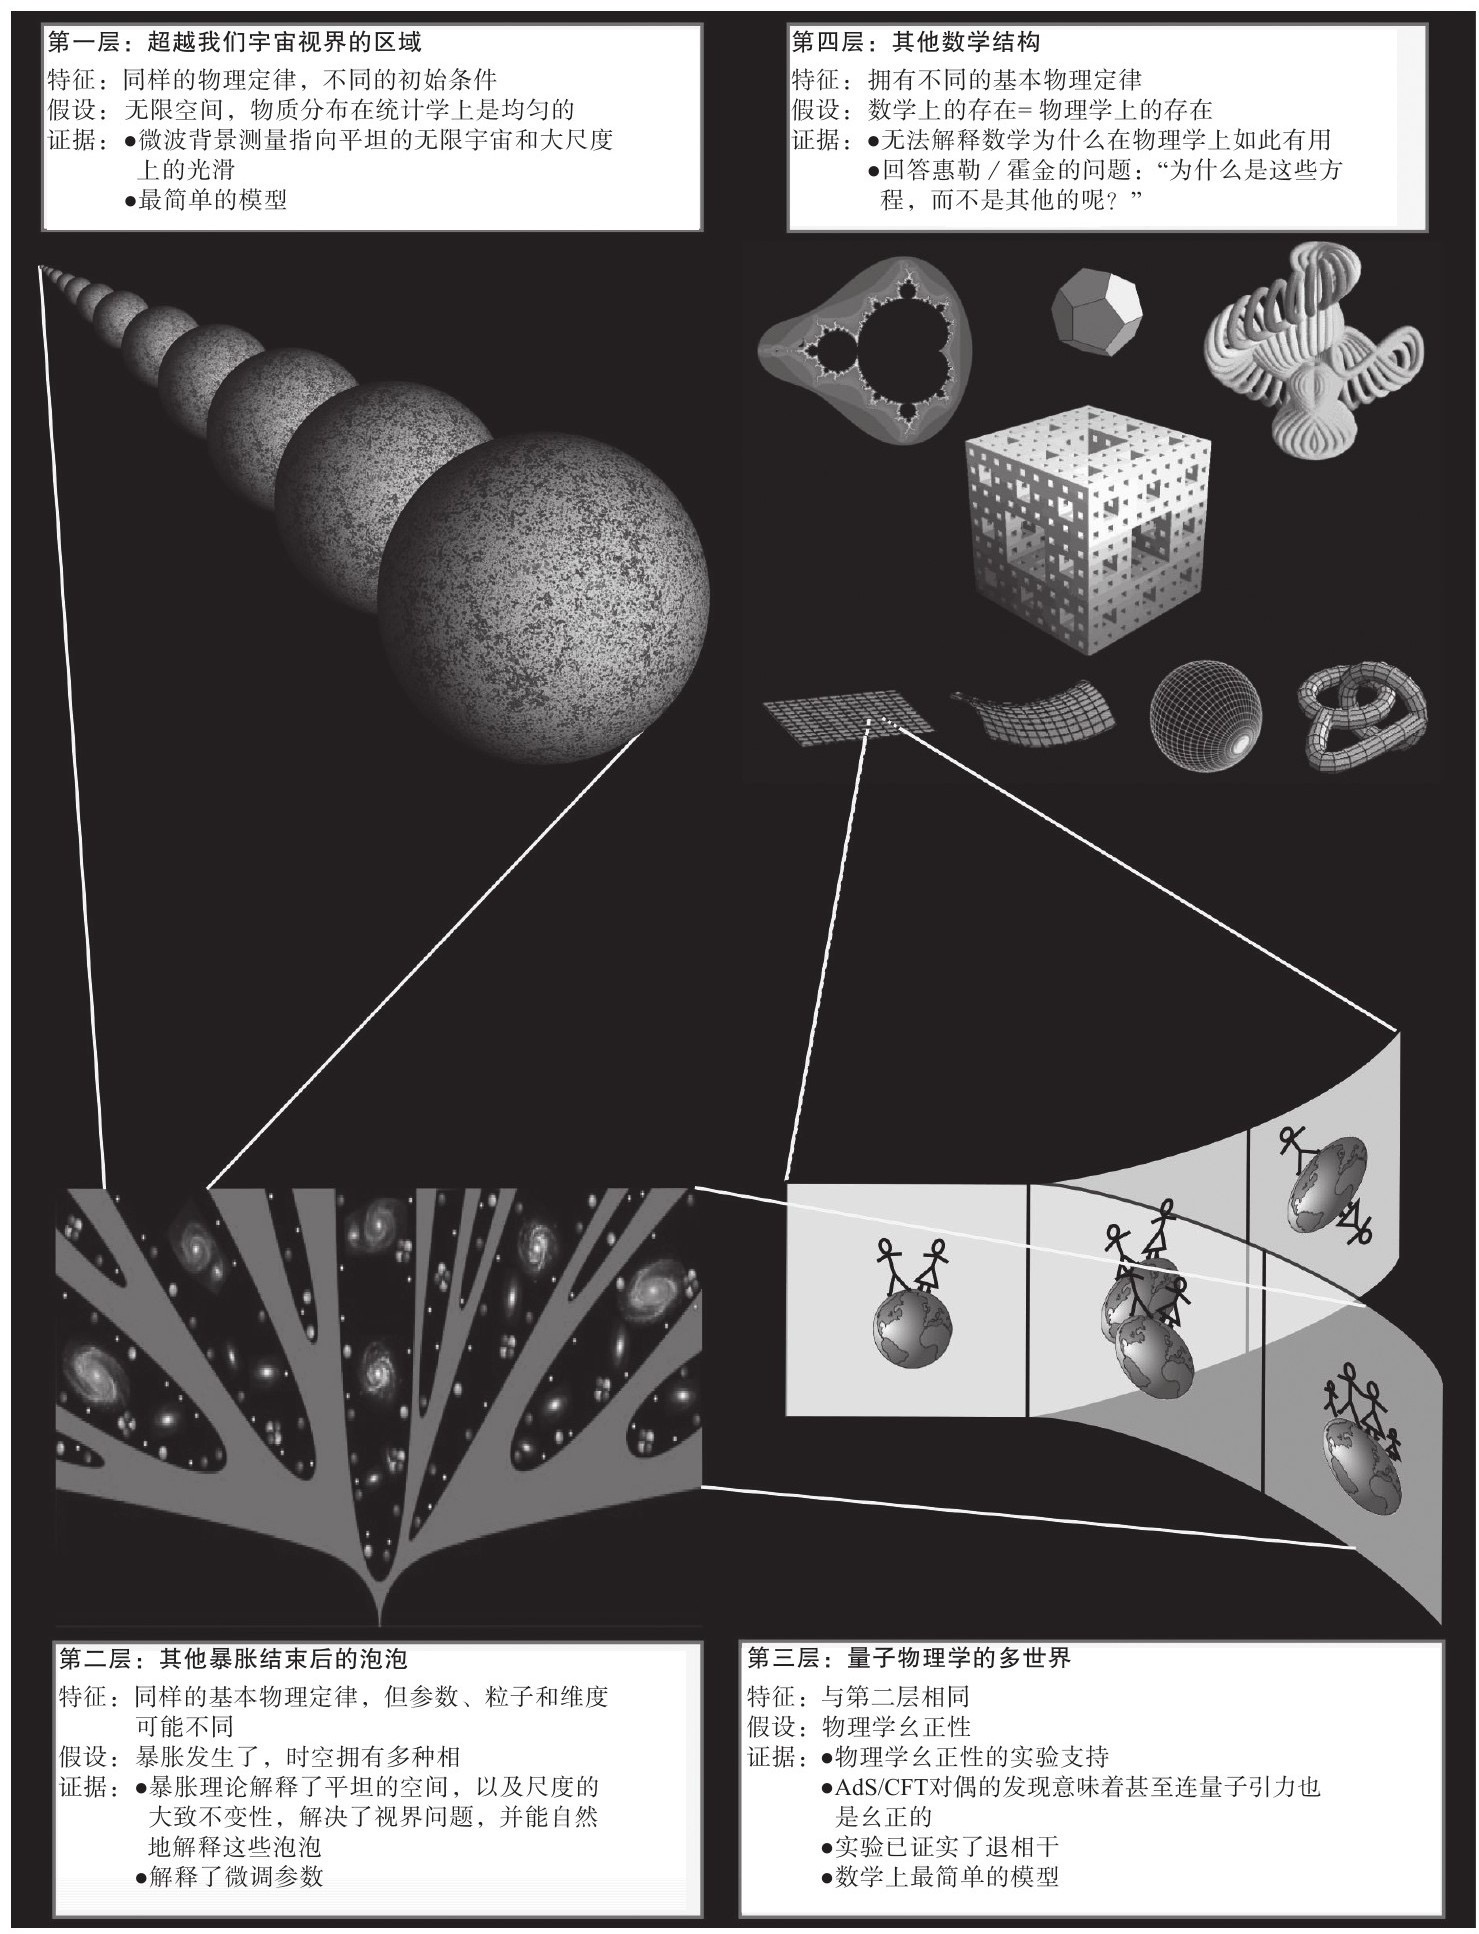 第一层：超越我们宇宙视界的区域
特征：同样的物理定律，不同的初始条件
假设：无限空间，物质分布在统计学上是均匀的
证据：●微波背景测量指向平坦的无限宇宙和大尺度
上的光滑
●最简单的模型
第四层：其他数学结构
特征：拥有不同的基本物理定律
假设：数学上的存在= 物理学上的存在
证据：●无法解释数学为什么在物理学上如此有用
●回答惠勒／霍金的问题：“为什么是这些方
程，而不是其他的呢？”
第二层：其他暴胀结束后的泡泡
特征：同样的基本物理定律，但参数、粒子和维度
可能不同
假设：暴胀发生了，时空拥有多种相
证据：●暴胀理论解释了平坦的空间，以及尺度的
大致不变性，解决了视界问题，并能自然
地解释这些泡泡
●解释了微调参数
第三层：量子物理学的多世界
特征：与第二层相同
假设：物理学幺正性
证据：●物理学幺正性的实验支持
●AdS/CFT对偶的发现意味着甚至连量子引力也
是幺正的
●实验已证实了退相干
●数学上最简单的模型